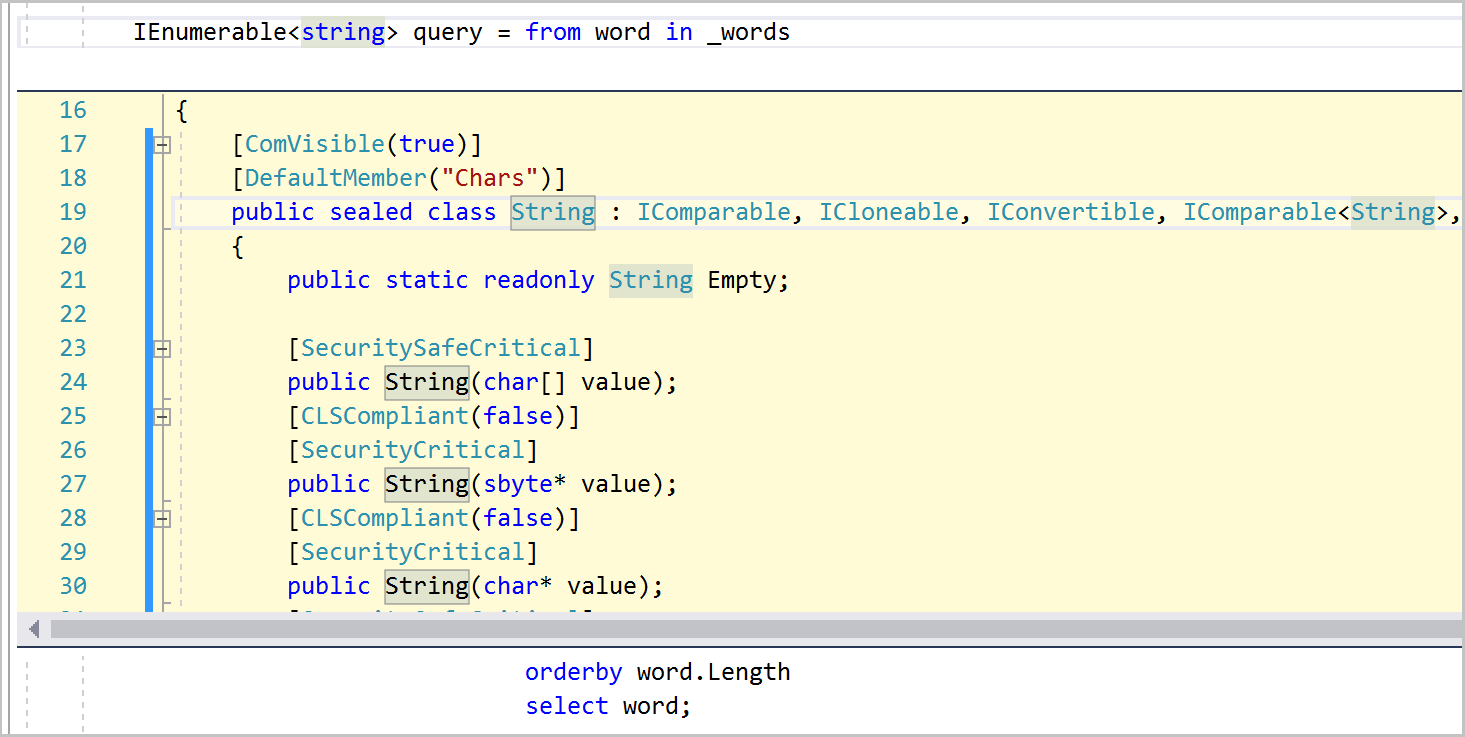 IEnumerable<string> query = from word in _words
16 {
17 [ComVisible(true)]
18 [DefaultMember("Chars")]
19 public sealed class String : IComparable, ICloneable, IConvertible, IComparable<String>,
20 {
21 public static readonly String Empty;
22
23 [SecuritySafeCritical]
24 public String(char[] value);
25 [CLSCompliant(false)]
26 [SecurityCritical]
27 public String(sbyte* value);
28 [CLSCompliant(false)]
29 [SecurityCritical]
30 public String(char* value);
orderby word.Length
select word;